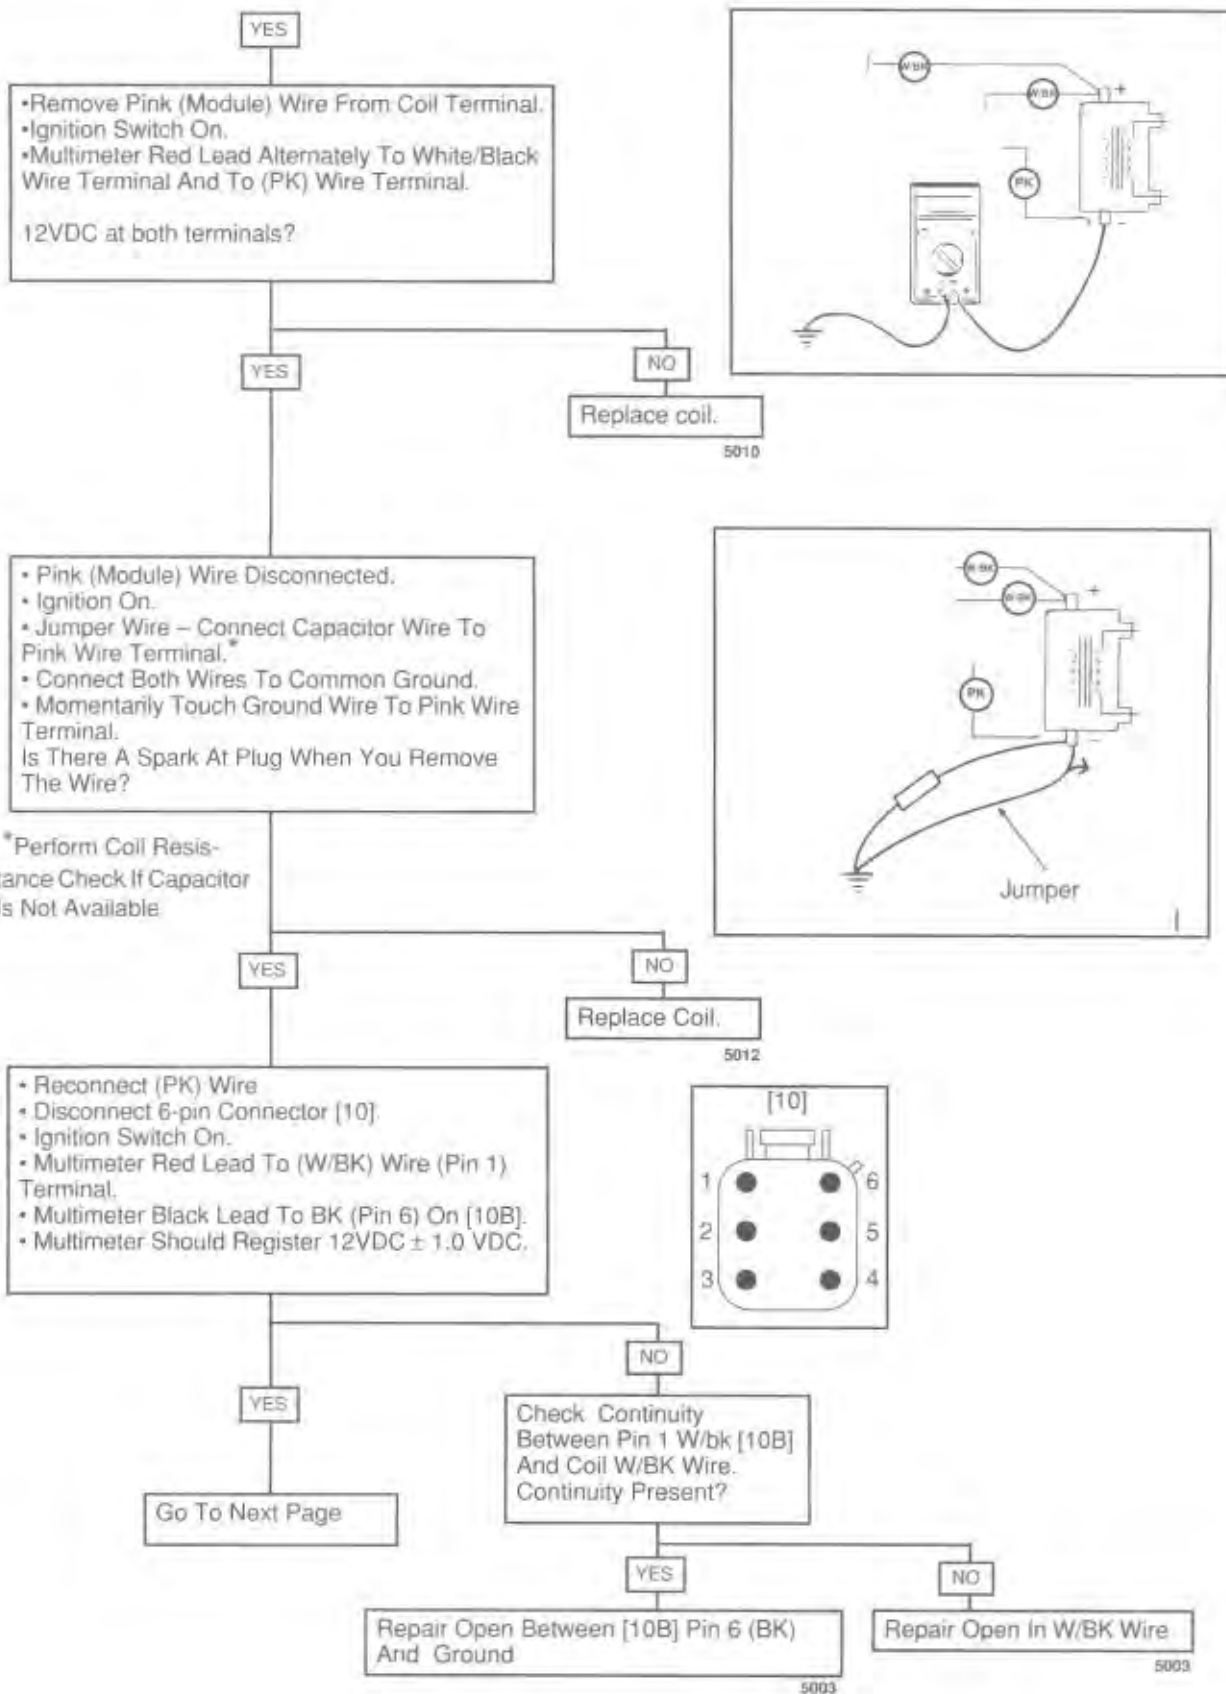 YES
•Remove Pink (Module) Wire From Coil Terminal.
•Ignition Switch On.
•Multimeter Red Lead Alternately To White/Black
Wire Terminal And To (PK) Wire Terminal.
12VDC at both terminals?
W/BK
W/BK
+
PK
-
YES
NO
Replace coil.
5010
• Pink (Module) Wire Disconnected.
• Ignition On.
• Jumper Wire – Connect Capacitor Wire To
Pink Wire Terminal.*
• Connect Both Wires To Common Ground.
• Momentarily Touch Ground Wire To Pink Wire
Terminal.
Is There A Spark At Plug When You Remove
The Wire?
W/BK
W/BK
+
PK
-
Jumper
*Perform Coil Resis-
tance Check If Capacitor
Is Not Available
YES
NO
Replace Coil.
5012
• Reconnect (PK) Wire
• Disconnect 6-pin Connector [10].
• Ignition Switch On.
• Multimeter Red Lead To (W/BK) Wire (Pin 1)
Terminal.
• Multimeter Black Lead To BK (Pin 6) On [10B].
• Multimeter Should Register 12VDC ± 1.0 VDC.
[10]
1 6
2 5
3 4
YES
NO
Go To Next Page
Check Continuity
Between Pin 1 W/bk [10B]
And Coil W/BK Wire.
Continuity Present?
YES
NO
Repair Open Between [10B] Pin 6 (BK)
And Ground
5003
Repair Open In W/BK Wire
5003